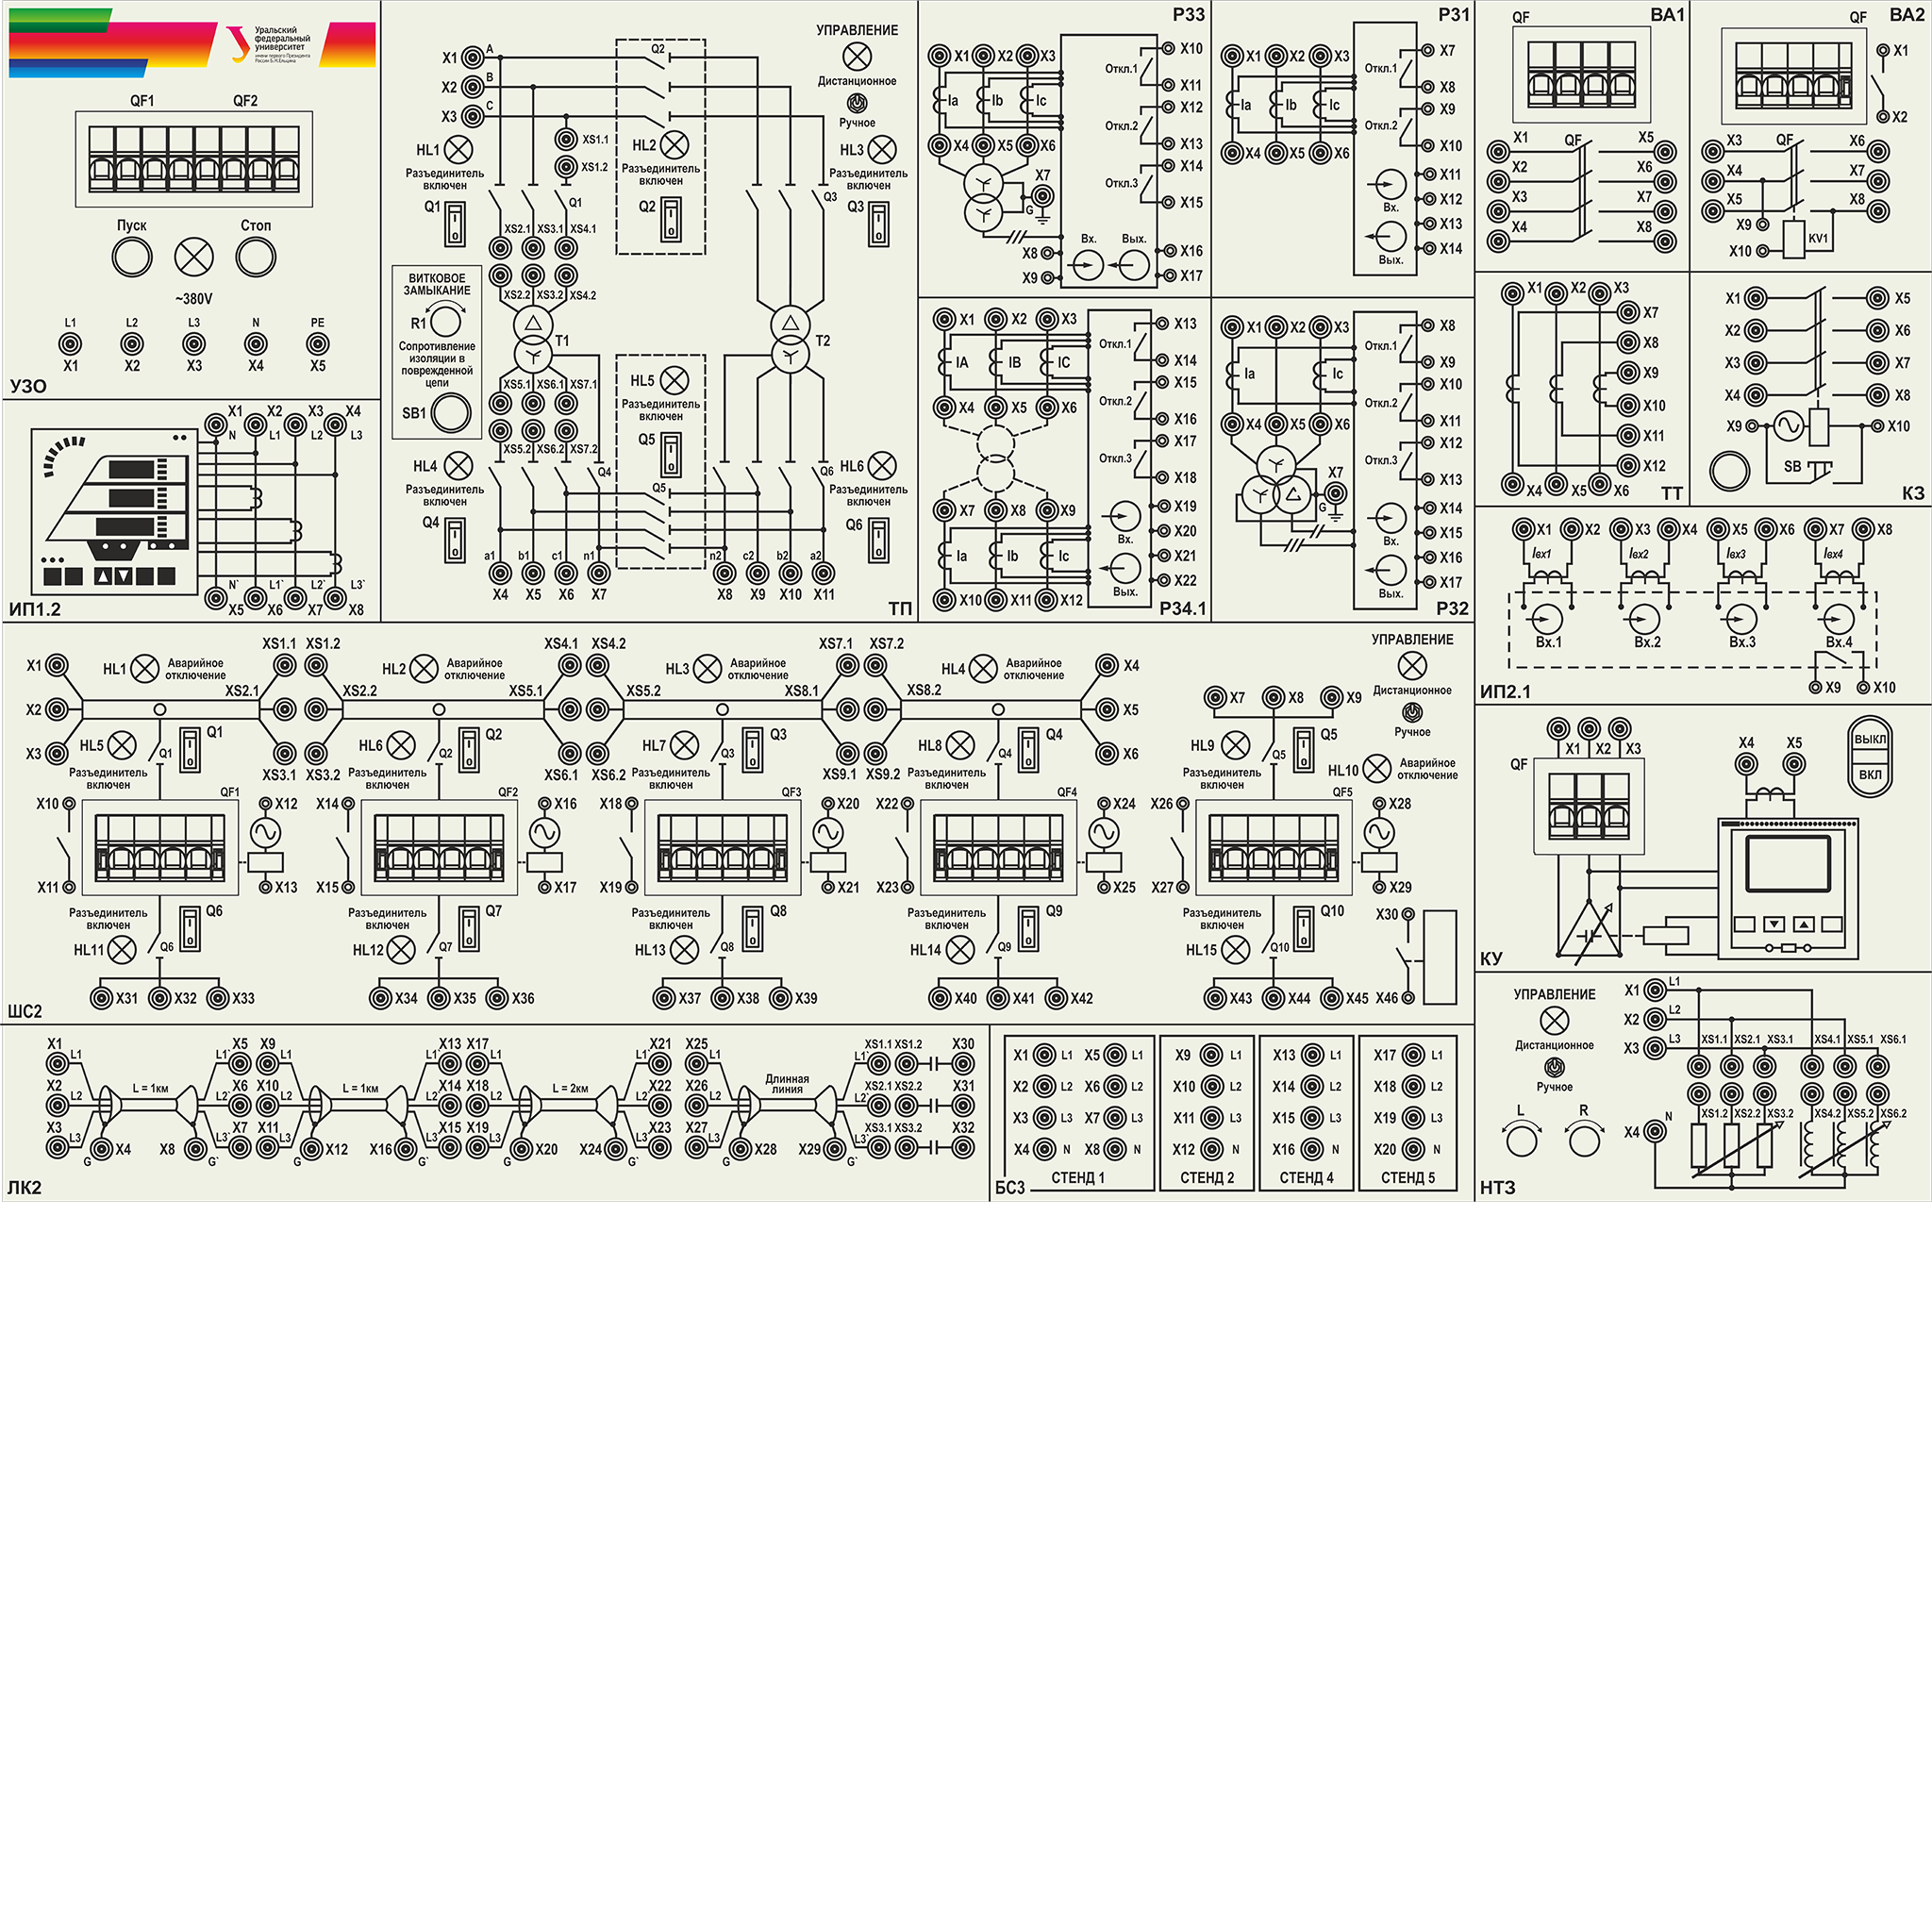 Уральский
федеральный
университет
имени первого Президента
России Б.Н.Ельцина
QF1 QF2
Пуск Стоп
~380V
L1 L2 L3 N PE
X1 X2 X3 X4 X5
УЗО
X1 X2 X3 X4
N L1 L2 L3
N` L1` L2` L3`
X5 X6 X7 X8
ИП1.2
УПРАВЛЕНИЕ
Дистанционное
Ручное
X1 A
X2 B
X3 C
Q2
XS1.1
XS1.2
HL1
Разъединитель
включен
Q1
HL2
Разъединитель
включен
Q2
HL3
Разъединитель
включен
Q3
Q1
Q3
XS2.1 XS3.1 XS4.1
XS2.2 XS3.2 XS4.2
ВИТКОВОЕ
ЗАМЫКАНИЕ
R1
Сопротивление
изоляции в
поврежденной
цепи
SB1
T1
T2
XS5.1 XS6.1 XS7.1
XS5.2 XS6.2 XS7.2
HL5
Разъединитель
включен
Q5
HL4
Разъединитель
включен
Q4
Q4
Q5
Q6
HL6
Разъединитель
включен
Q6
a1 b1 c1 n1 n2 c2 b2 a2
X4 X5 X6 X7 X8 X9 X10 X11
ТП
Р33
X1 X2 X3
Ia Ib Ic
X4 X5 X6
X7
G
X8
X9
Вх. Вых.
Откл.1
Откл.2
Откл.3
X10
X11
X12
X13
X14
X15
X16
X17
Р31
X1 X2 X3
Ia Ib Ic
X4 X5 X6
Откл.1
Откл.2
Вх.
Вых.
X7
X8
X9
X10
X11
X12
X13
X14
X1 X2 X3
IA IB IC
X4 X5 X6
X7 X8 X9
Ia Ib Ic
X10 X11 X12
Откл.1
Откл.2
Откл.3
Вх.
Вых.
X13
X14
X15
X16
X17
X18
X19
X20
X21
X22
Р34.1
X1 X2 X3
Ia Ic
X4 X5 X6
X7
G
Откл.1
Откл.2
Откл.3
Вх.
Вых.
X8
X9
X10
X11
X12
X13
X14
X15
X16
X17
Р32
QF ВА1
X1 QF X5
X2 X6
X3 X7
X4 X8
QF ВА2
X1
X2
X3 QF X6
X4 X7
X5 X8
X9
X10 KV1
X1 X2 X3
X7
X8
X9
X10
X11
X12
X4 X5 X6
ТТ
X1 X5
X2 X6
X3 X7
X4 X8
X9 X10
SB
КЗ
X1 X2 X3 X4 X5 X6 X7 X8
Iвх1 Iвх2 Iвх3 Iвх4
Вх.1 Вх.2 Вх.3 Вх.4
X9 X10
ИП2.1
X1 X2 X3
QF
X4 X5
ВЫКЛ
ВКЛ
КУ
X1
X2
X3
HL1 Аварийное
отключение
XS1.1 XS1.2
XS2.1 XS2.2
XS3.1 XS3.2
HL2 Аварийное
отключение
XS4.1 XS4.2
XS5.1 XS5.2
XS6.1 XS6.2
HL3 Аварийное
отключение
XS7.1 XS7.2
XS8.1 XS8.2
XS9.1 XS9.2
HL4 Аварийное
отключение
X4
X5
X6
X7 X8 X9
УПРАВЛЕНИЕ
Дистанционное
Ручное
HL5 Q1 Q1
Разъединитель
включен
HL6 Q2 Q2
Разъединитель
включен
HL7 Q3 Q3
Разъединитель
включен
HL8 Q4 Q4
Разъединитель
включен
HL9 Q5 Q5
Разъединитель
включен
HL10 Аварийное
отключение
QF1 QF2 QF3 QF4 QF5
X10 X12 X14 X16 X18 X20 X22 X24 X26 X28
X11 X13 X15 X17 X19 X21 X23 X25 X27 X29
Разъединитель
включен
HL11 Q6 Q6
Разъединитель
включен
HL12 Q7 Q7
Разъединитель
включен
HL13 Q8 Q8
Разъединитель
включен
HL14 Q9 Q9
Разъединитель
включен
HL15 Q10 Q10
X30
X46
X31 X32 X33 X34 X35 X36 X37 X38 X39 X40 X41 X42 X43 X44 X45
ШС2
X1 L1 L1` X5 X9 L1 L1` X13 X17 L1 L1` X21 X25 L1 L1` XS1.1 XS1.2 X30
L = 1км L = 1км L = 2км Длинная
линия
X2 L2 L2` X6 X10 L2 L2` X14 X18 L2 L2` X22 X26 L2 L2` XS2.1 XS2.2 X31
X3 L3 L3` X7 X11 L3 L3` X15 X19 L3 L3` X23 X27 L3 L3` XS3.1 XS3.2 X32
G X4 X8 G` G X12 X16 G` G X20 X24 G` G X28 X29 G`
ЛК2
X1 L1 X5 L1 X9 L1 X13 L1 X17 L1
X2 L2 X6 L2 X10 L2 X14 L2 X18 L2
X3 L3 X7 L3 X11 L3 X15 L3 X19 L3
X4 N X8 N X12 N X16 N X20 N
БС3 СТЕНД 1 СТЕНД 2 СТЕНД 4 СТЕНД 5
УПРАВЛЕНИЕ
Дистанционное
Ручное
L R
X1 L1
X2 L2
X3 L3
XS1.1 XS2.1 XS3.1 XS4.1 XS5.1 XS6.1
XS1.2 XS2.2 XS3.2 XS4.2 XS5.2 XS6.2
X4 N
НТЗ